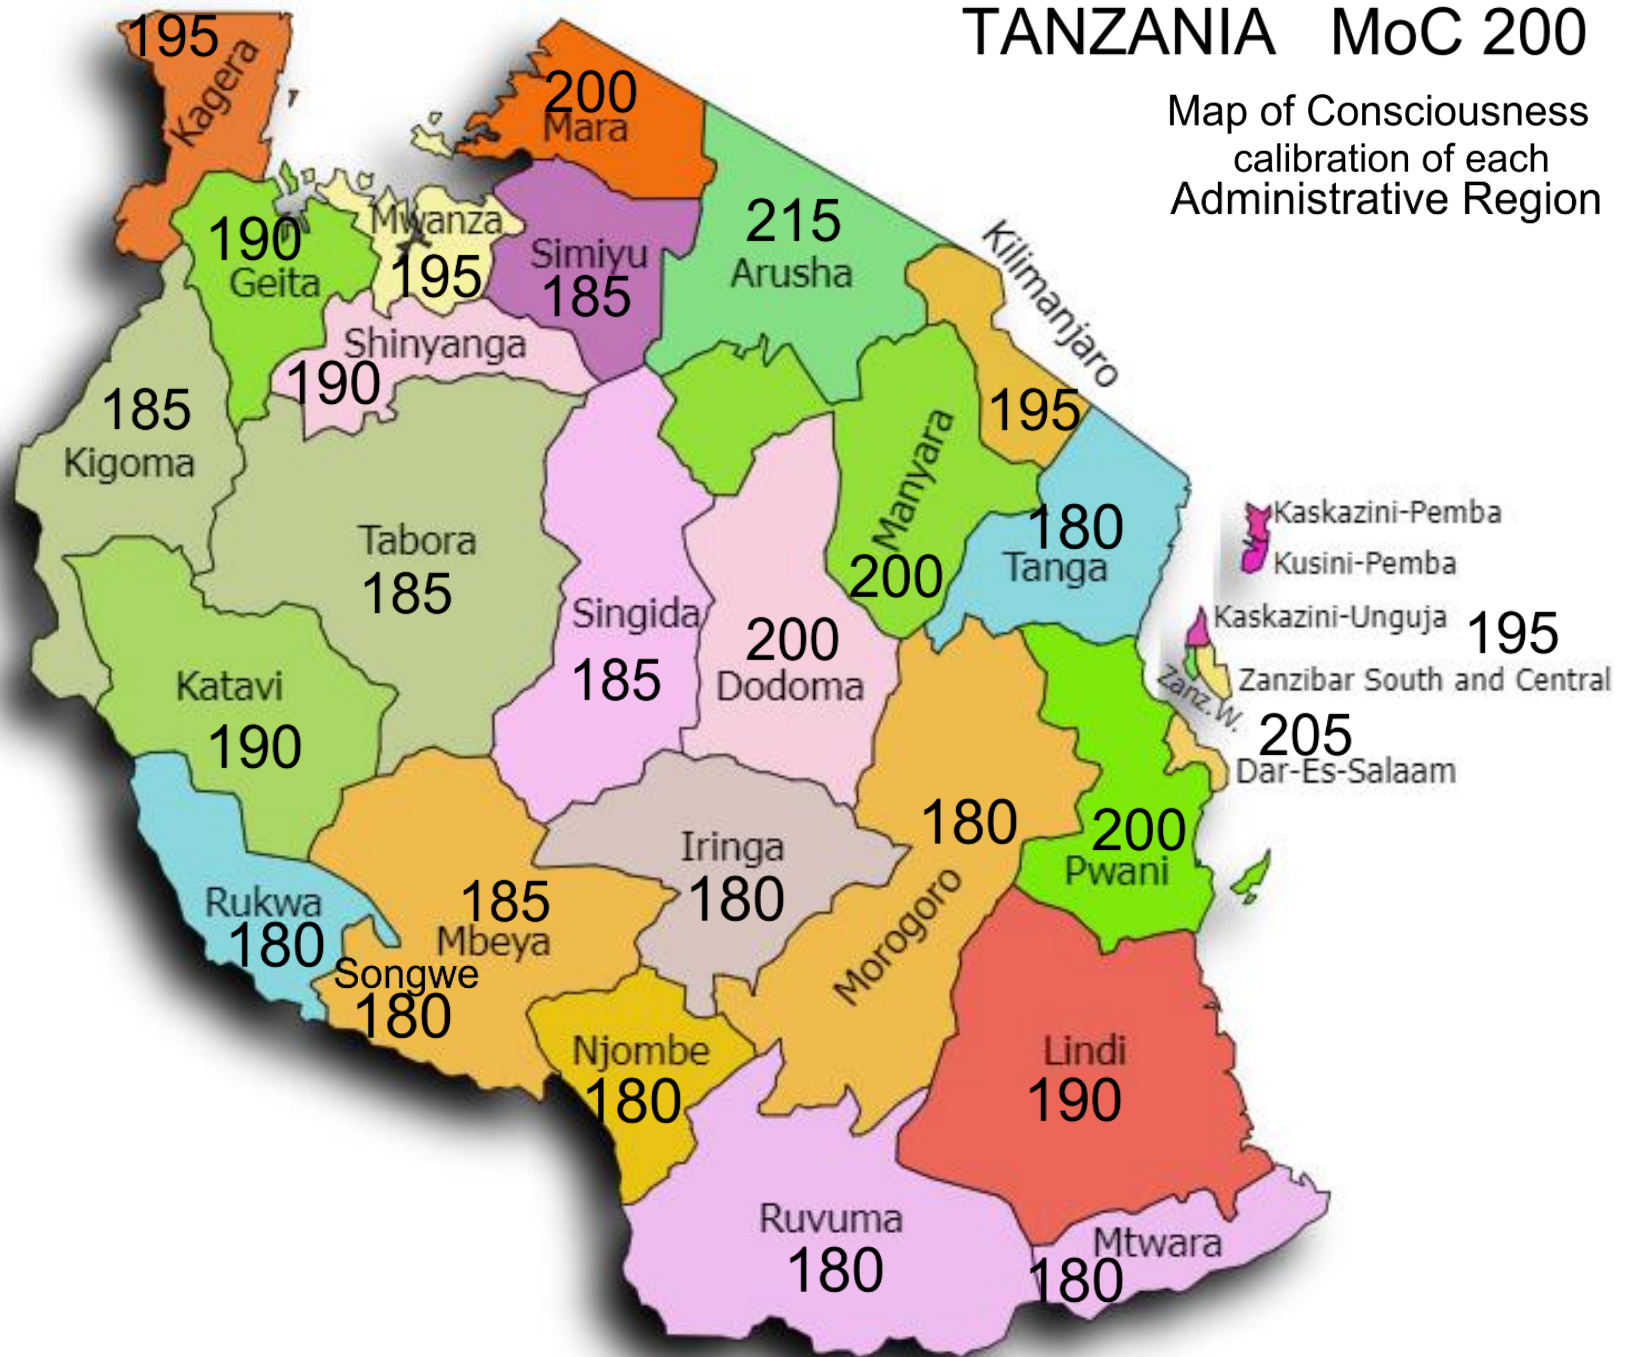 TANZANIA MoC 200
Map of Consciousness
calibration of each
Administrative Region
195
Kagera
200
Mara
190
Geita
Mwanza
195
Simiyu
185
215
Arusha
Kilimanjaro
195
Shinyanga
190
185
Kigoma
Tabora
185
Singida
185
200
Dodoma
Manyara
200
180
Tanga
Kaskazini-Pemba
Kusini-Pemba
Kaskazini-Unguja
195
Zanzibar South and Central
Zanz.W.
205
Dar-Es-Salaam
Katavi
190
Rukwa
180
185
Mbeya
Songwe
180
Iringa
180
180
Morogoro
200
Pwani
Njombe
180
Lindi
190
Ruvuma
180
Mtwara
180